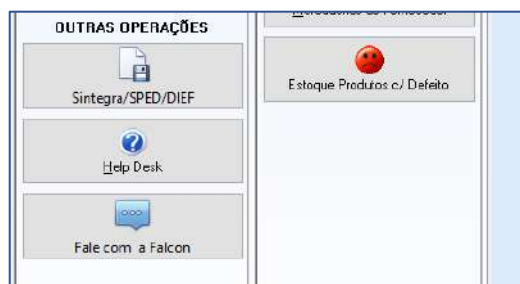 OUTRAS OPERAÇÕES
Sintegra/SPED/DIEF
Help Desk
Fale com a Falcon
Estoque Produtos c/ Defeito